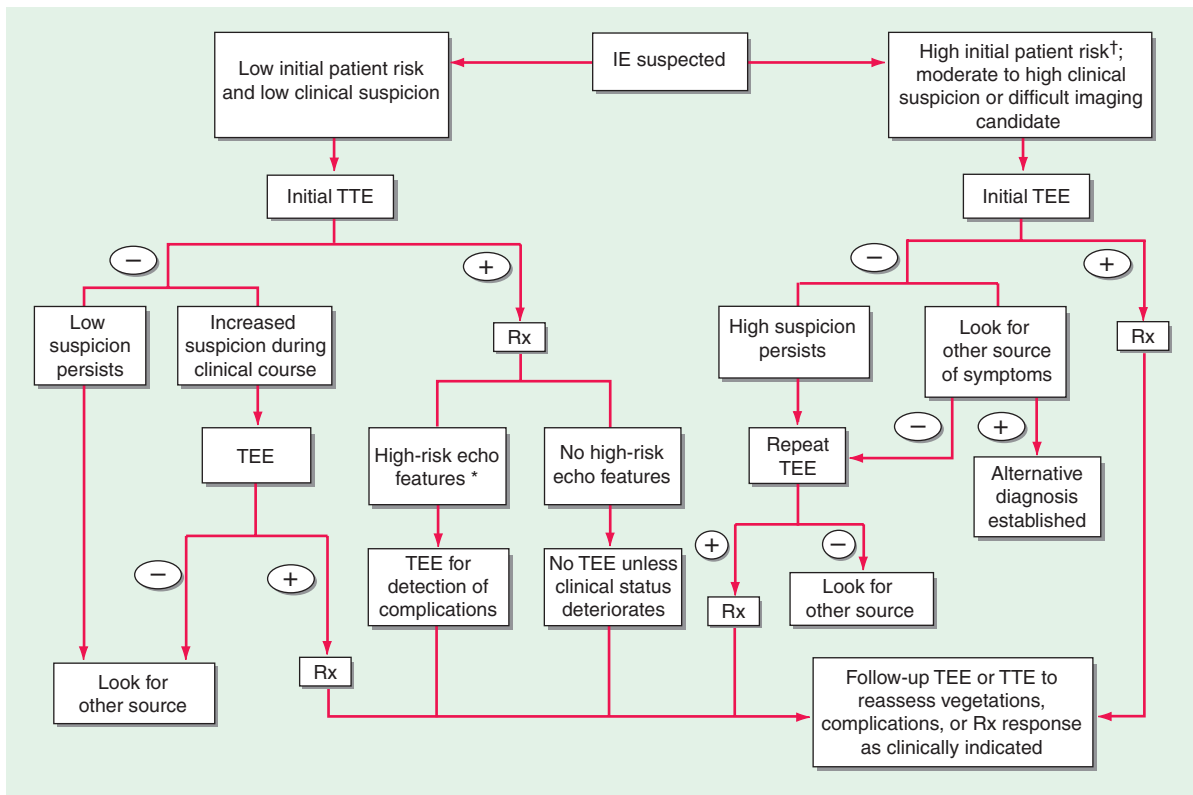 IE suspected
Low initial patient risk
and low clinical suspicion
High initial patient risk†;
moderate to high clinical
suspicion or difficult imaging
candidate
Initial TTE
Initial TEE
−
+
−
+
Low
suspicion
persists
Increased
suspicion during
clinical course
Rx
High suspicion
persists
Look for
other source
of symptoms
Rx
TEE
High-risk echo
features *
No high-risk
echo features
Repeat
TEE
−
+
Alternative
diagnosis
established
−
+
TEE for
detection of
complications
No TEE unless
clinical status
deteriorates
+
−
Rx
Look for
other source
Look for
other source
Rx
Follow-up TEE or TTE to
reassess vegetations,
complications, or Rx response
as clinically indicated